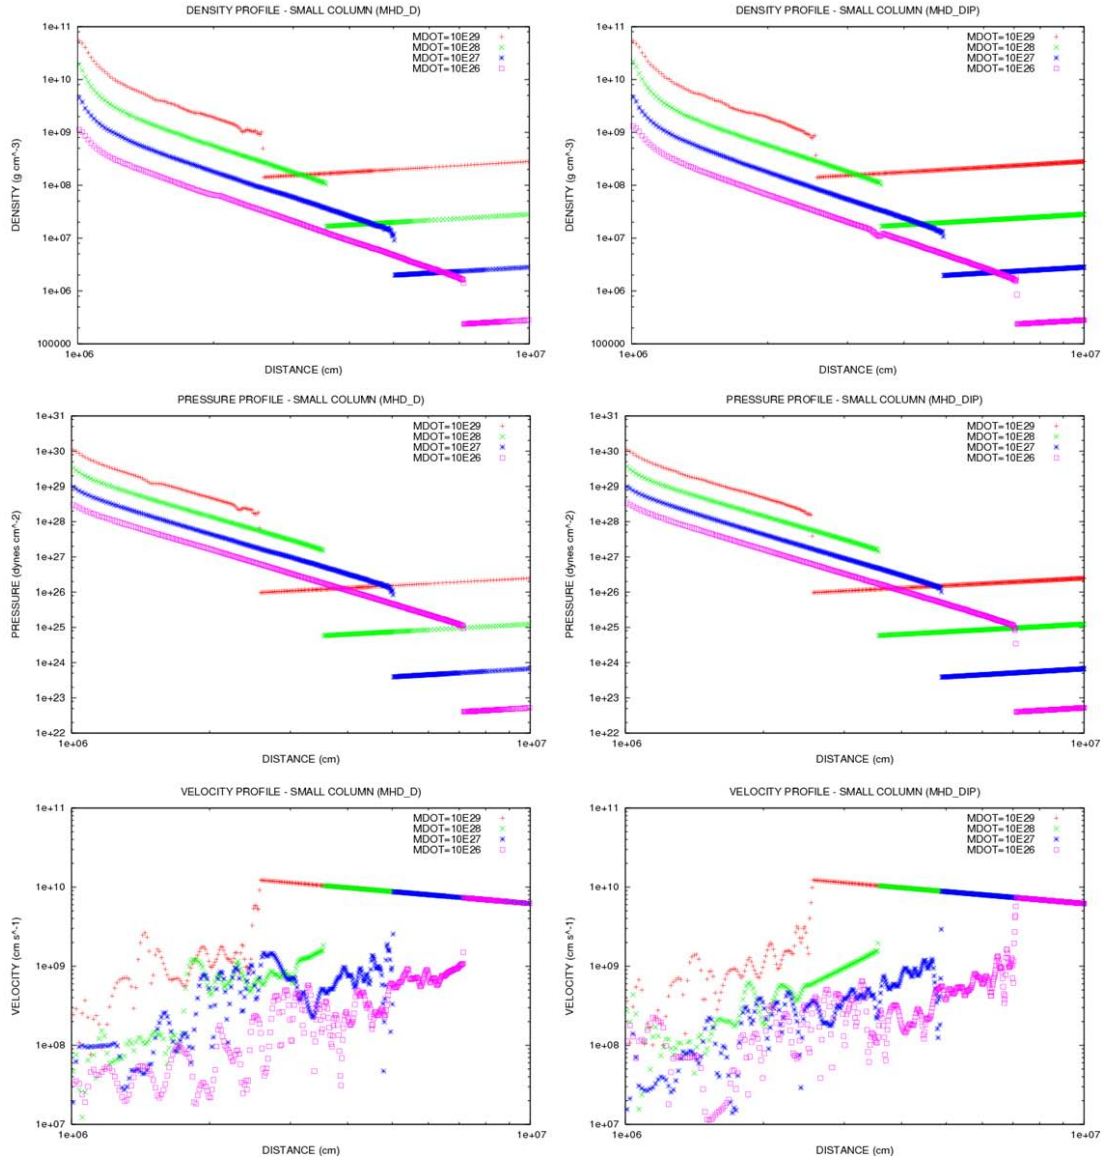 DENSITY PROFILE - SMALL COLUMN (MHD_D)
1e+11
1e+10
1e+09
1e+08
1e+07
1e+06
100000
DENSITY (g cm^-3)
MDOT=10E29
MDOT=10E28
MDOT=10E27
MDOT=10E26
1e+06
1e+07
DISTANCE (cm)
DENSITY PROFILE - SMALL COLUMN (MHD_DIP)
1e+11
1e+10
1e+09
1e+08
1e+07
1e+06
100000
DENSITY (g cm^-3)
MDOT=10E29
MDOT=10E28
MDOT=10E27
MDOT=10E26
1e+06
1e+07
DISTANCE (cm)
PRESSURE PROFILE - SMALL COLUMN (MHD_D)
1e+31
1e+30
1e+29
1e+28
1e+27
1e+26
1e+25
1e+24
1e+23
1e+22
PRESSURE (dynes cm^-2)
MDOT=10E29
MDOT=10E28
MDOT=10E27
MDOT=10E26
1e+06
1e+07
DISTANCE (cm)
PRESSURE PROFILE - SMALL COLUMN (MHD_DIP)
1e+31
1e+30
1e+29
1e+28
1e+27
1e+26
1e+25
1e+24
1e+23
1e+22
PRESSURE (dynes cm^-2)
MDOT=10E29
MDOT=10E28
MDOT=10E27
MDOT=10E26
1e+06
1e+07
DISTANCE (cm)
VELOCITY PROFILE - SMALL COLUMN (MHD_D)
1e+11
1e+10
1e+09
1e+08
1e+07
VELOCITY (cm s^-1)
MDOT=10E29
MDOT=10E28
MDOT=10E27
MDOT=10E26
1e+06
1e+07
DISTANCE (cm)
VELOCITY PROFILE - SMALL COLUMN (MHD_DIP)
1e+11
1e+10
1e+09
1e+08
1e+07
VELOCITY (cm s^-1)
MDOT=10E29
MDOT=10E28
MDOT=10E27
MDOT=10E26
1e+06
1e+07
DISTANCE (cm)